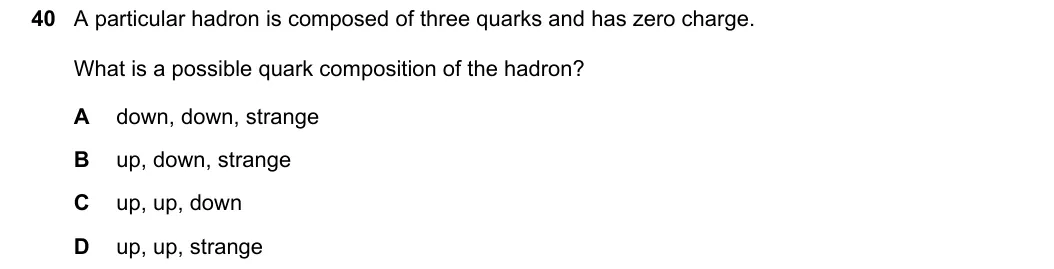 40 A particular hadron is composed of three quarks and has zero charge.
What is a possible quark composition of the hadron?
A down, down, strange
B up, down, strange
C up, up, down
D up, up, strange